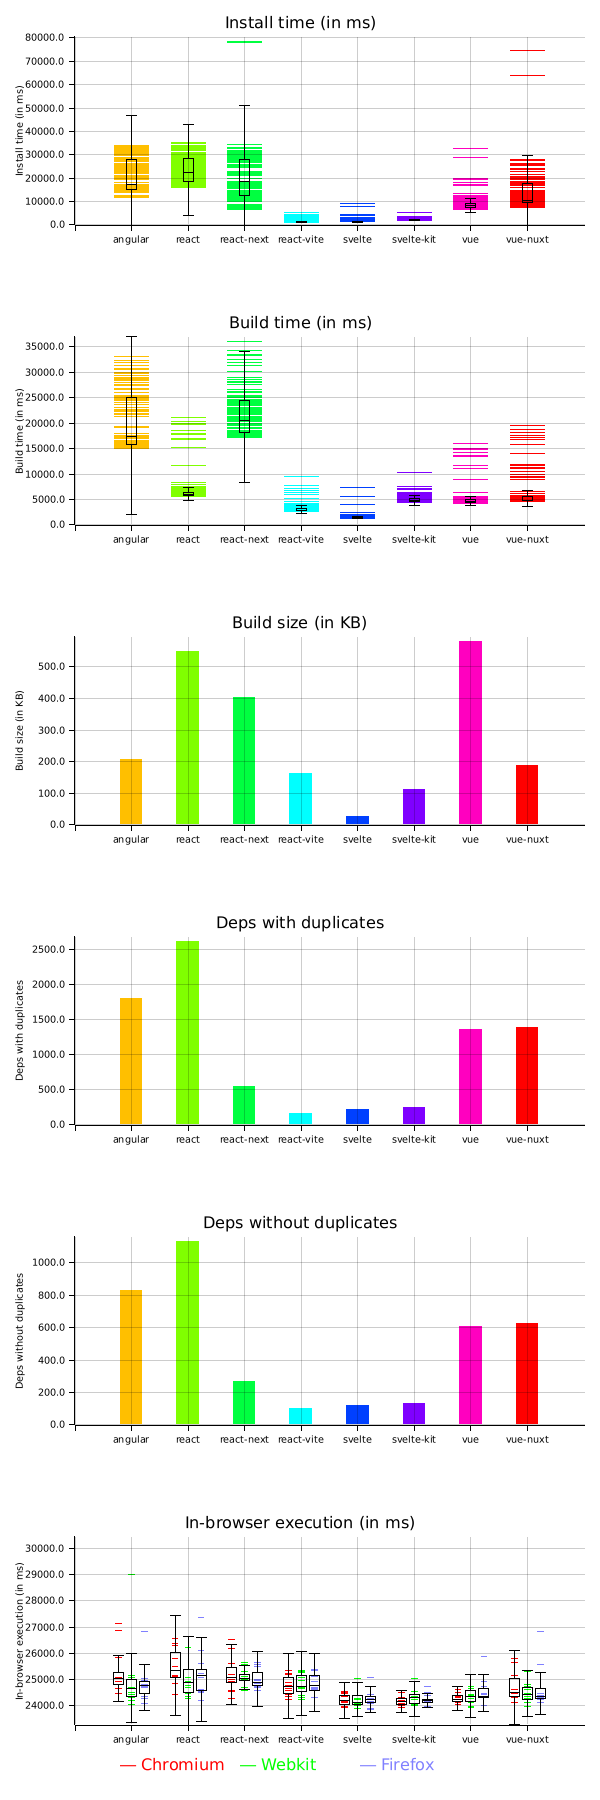 Install time (in ms)
Install time (in ms)
80000.0
70000.0
60000.0
50000.0
40000.0
30000.0
20000.0
10000.0
0.0
angular react react-next react-vite svelte svelte-kit vue vue-nuxt
Build time (in ms)
Build time (in ms)
35000.0
30000.0
25000.0
20000.0
15000.0
10000.0
5000.0
0.0
angular react react-next react-vite svelte svelte-kit vue vue-nuxt
Build size (in KB)
Build size (in KB)
500.0
400.0
300.0
200.0
100.0
0.0
angular react react-next react-vite svelte svelte-kit vue vue-nuxt
Deps with duplicates
Deps with duplicates
2500.0
2000.0
1500.0
1000.0
500.0
0.0
angular react react-next react-vite svelte svelte-kit vue vue-nuxt
Deps without duplicates
Deps without duplicates
1000.0
800.0
600.0
400.0
200.0
0.0
angular react react-next react-vite svelte svelte-kit vue vue-nuxt
In-browser execution (in ms)
In-browser execution (in ms)
30000.0
29000.0
28000.0
27000.0
26000.0
25000.0
24000.0
angular react react-next react-vite svelte svelte-kit vue vue-nuxt
Chromium Webkit Firefox